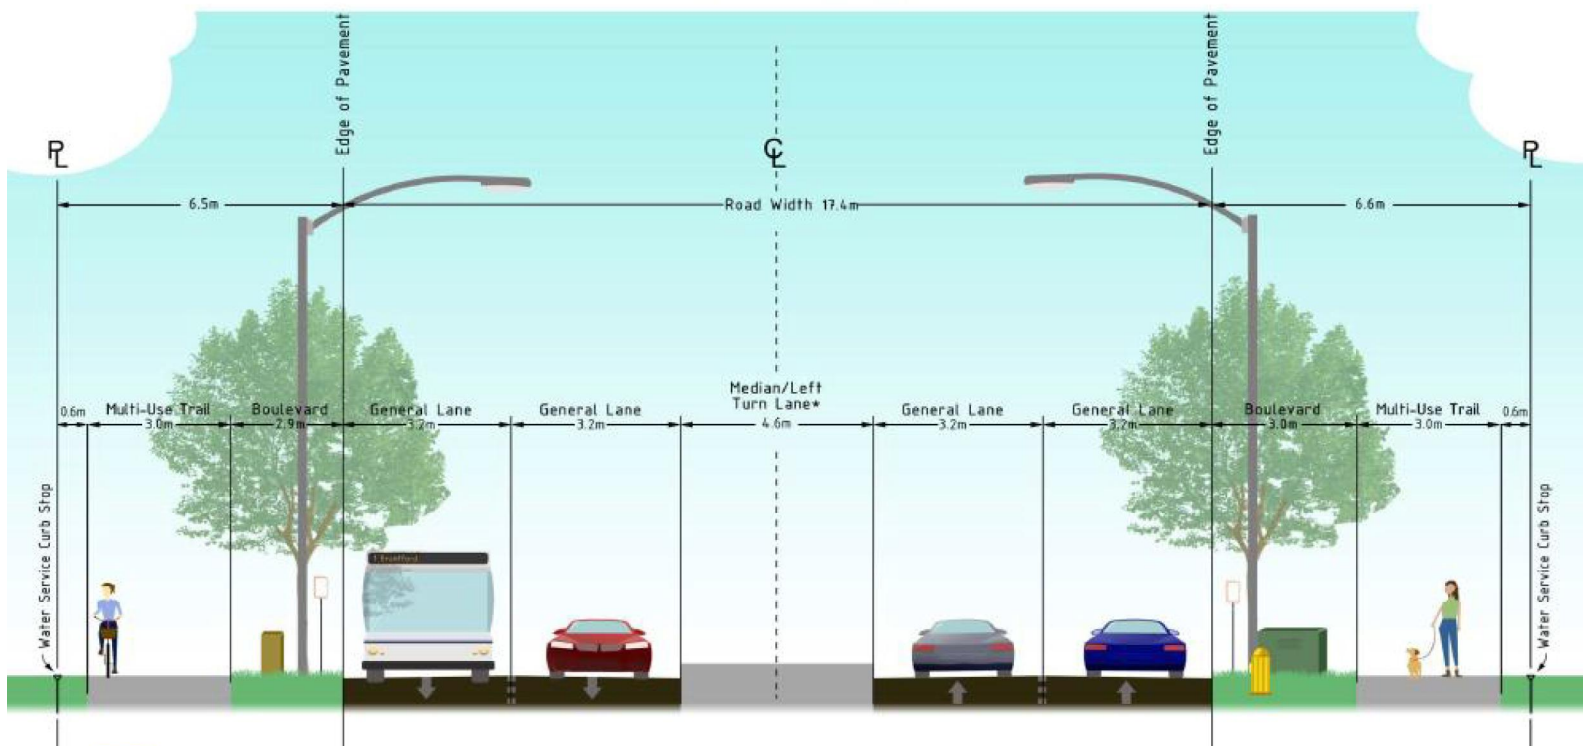 Edge of Pavement
Edge of Pavement
PL
CL
PL
6.5m
Road Width 17.4m
6.6m
Median/Left
Turn Lane*
0.6m
Multi-Use Trail
Boulevard
General Lane
General Lane
General Lane
General Lane
Boulevard
Multi-Use Trail
0.6m
3.0m
2.9m
3.2m
3.2m
4.6m
3.2m
3.2m
3.0m
3.0m
Water Service Curb Stop
Water Service Curb Stop
1 Brantford